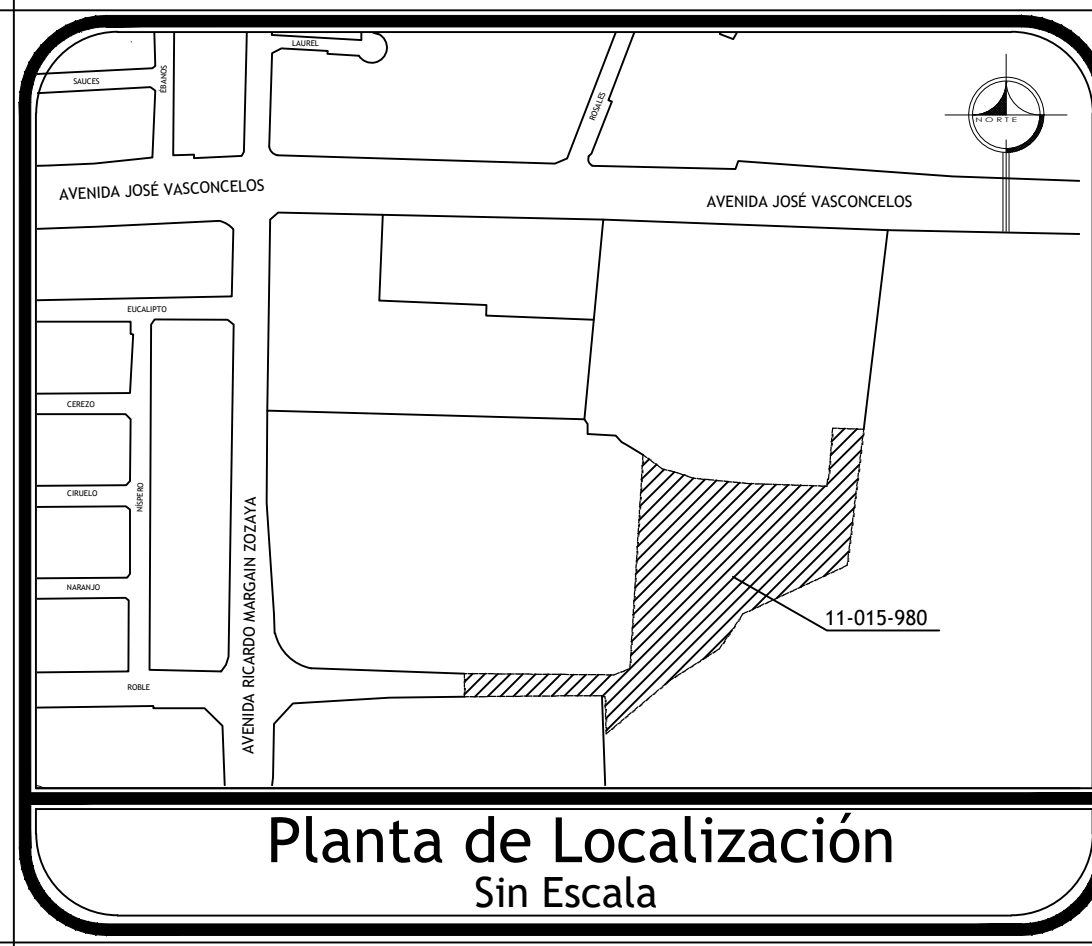 LAUREL
SAUCES
ÉBANOS
ROSALES
NORTE
AVENIDA JOSÉ VASCONCELOS
AVENIDA JOSÉ VASCONCELOS
EUCALIPTO
CEREZO
CIRUELO
NÍSPERO
NARANJO
AVENIDA RICARDO MARGAIN ZOZAYA
11-015-980
ROBLE
Planta de Localización
Sin Escala